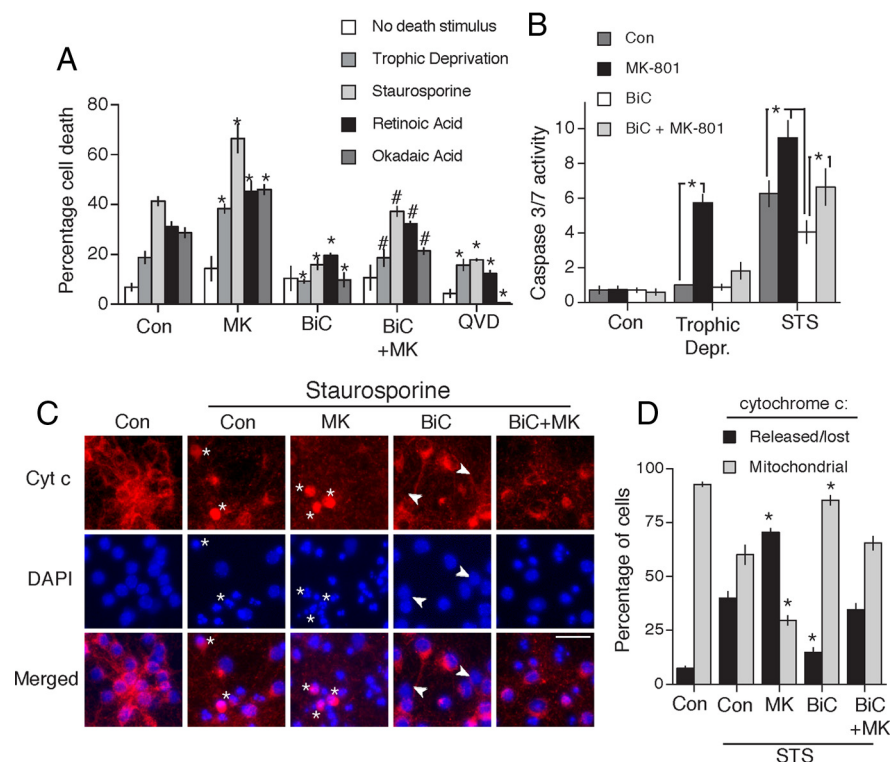 A
No death stimulus
Trophic Deprivation
Staurosporine
Retinoic Acid
Okadaic Acid
Percentage cell death
80
60
40
20
0
* * * *
* * * *
# # # #
* * * *
Con MK BiC BiC +MK QVD
B
Con
MK-801
BiC
BiC + MK-801
Caspase 3/7 activity
10
8
6
4
2
0
* * *
Con Trophic Depr. STS
C
Staurosporine
Con Con MK BiC BiC+MK
Cyt c
* * *
* * *
DAPI
* * *
* * *
Merged
* * *
* * *
D
cytochrome c:
Released/lost
Mitochondrial
Percentage of cells
100
75
50
25
0
* * * *
Con Con MK BiC BiC
+MK
STS